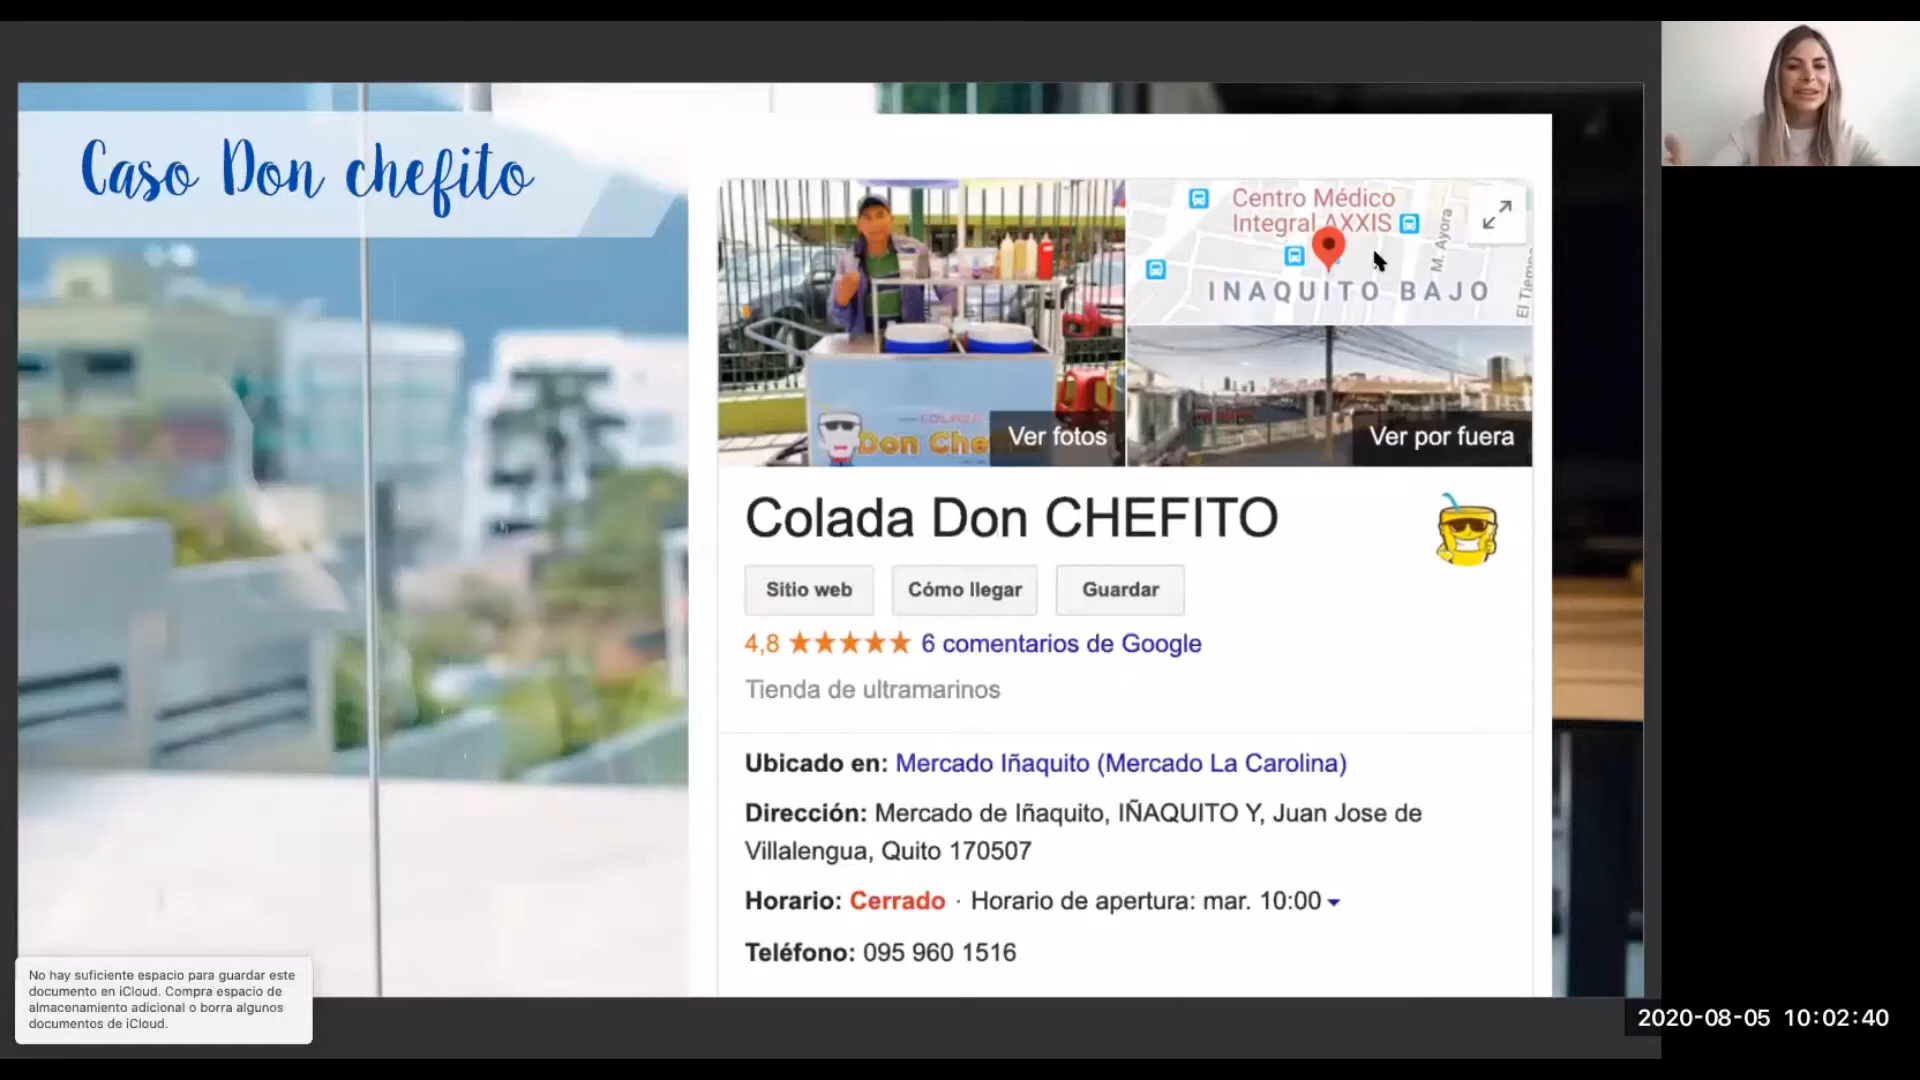 Caso Don chefito
Centro Médico
Integral AXXIS
M. Ayora
INAQUITO BAJO
COLADA
Don Che
Ver fotos
Ver por fuera
Colada Don CHEFITO
Sitio web
Cómo llegar
Guardar
4,8 ★★★★★ 6 comentarios de Google
Tienda de ultramarinos
Ubicado en: Mercado Iñaquito (Mercado La Carolina)
Dirección: Mercado de Iñaquito, IÑAQUITO Y, Juan Jose de
Villalengua, Quito 170507
Horario: Cerrado · Horario de apertura: mar. 10:00
Teléfono: 095 960 1516
No hay suficiente espacio para guardar este
documento en iCloud. Compra espacio de
almacenamiento adicional o borra algunos
documentos de iCloud.
2020-08-05 10:02:40